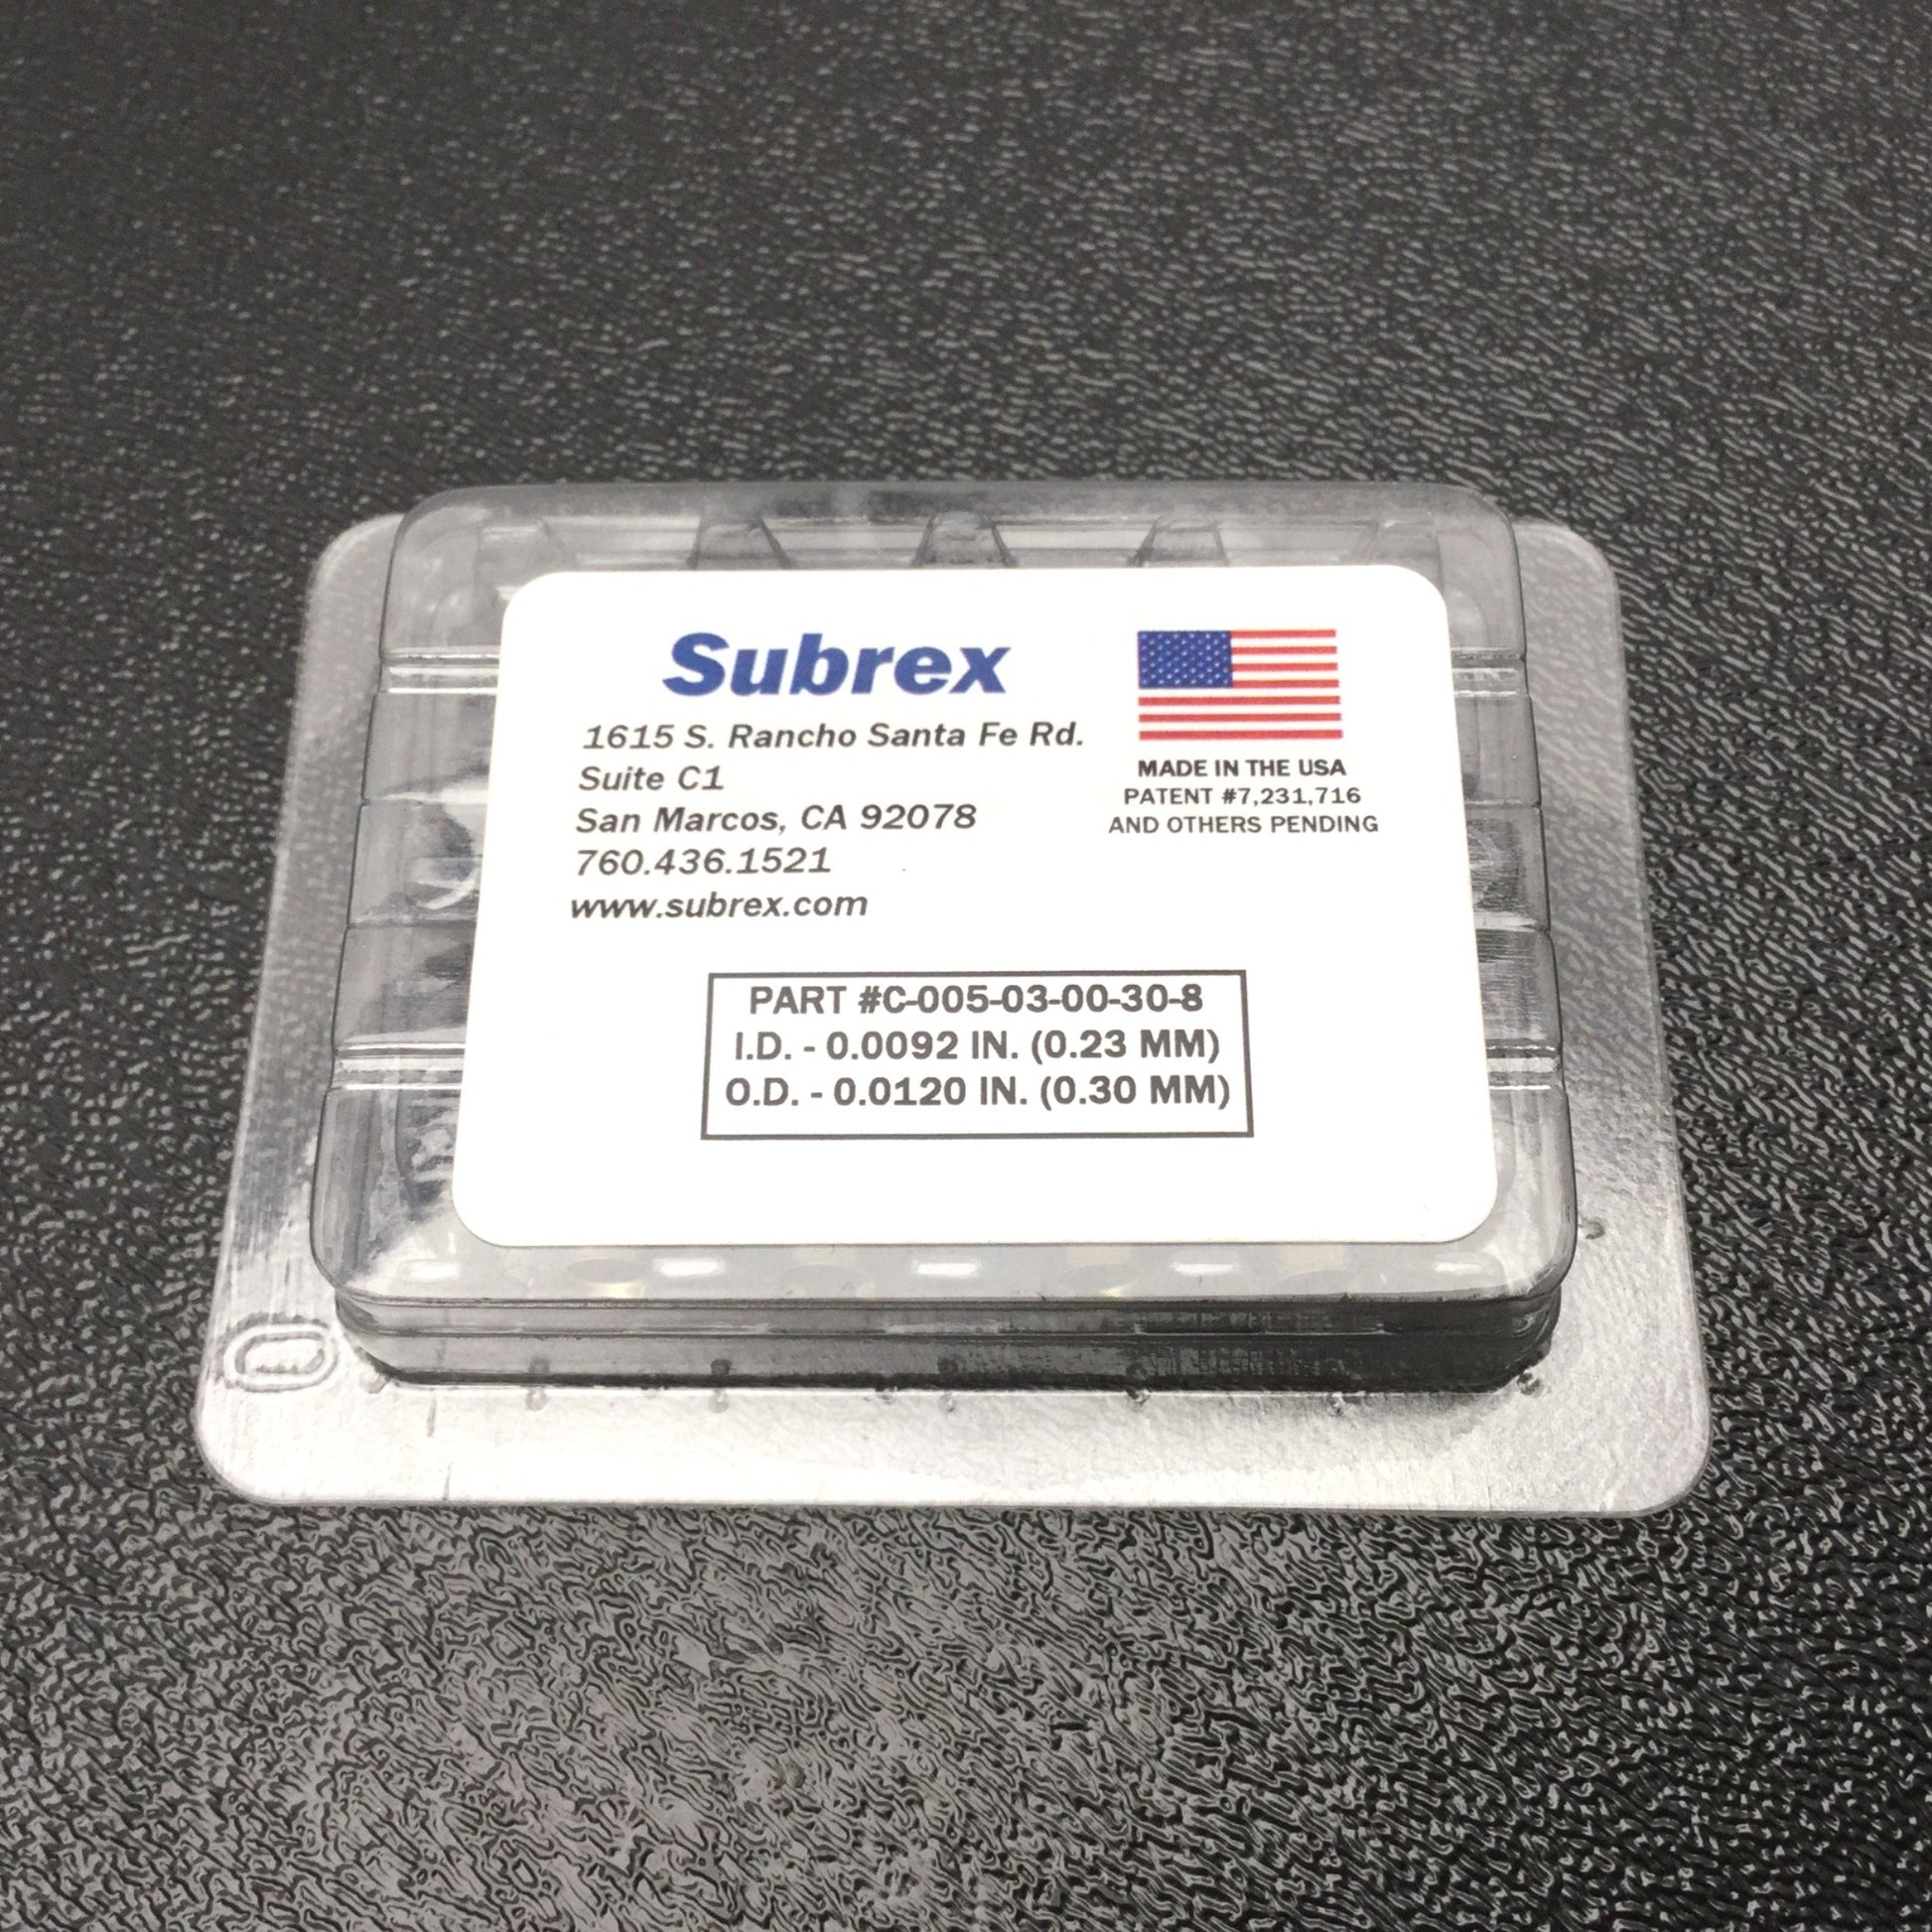 Subrex
1615 S. Rancho Santa Fe Rd.
Suite C1
San Marcos, CA 92078
760.436.1521
www.subrex.com
MADE IN THE USA
PATENT #7,231,716
AND OTHERS PENDING
PART #C-005-03-00-30-8
I.D. - 0.0092 IN. (0.23 MM)
O.D. - 0.0120 IN. (0.30 MM)